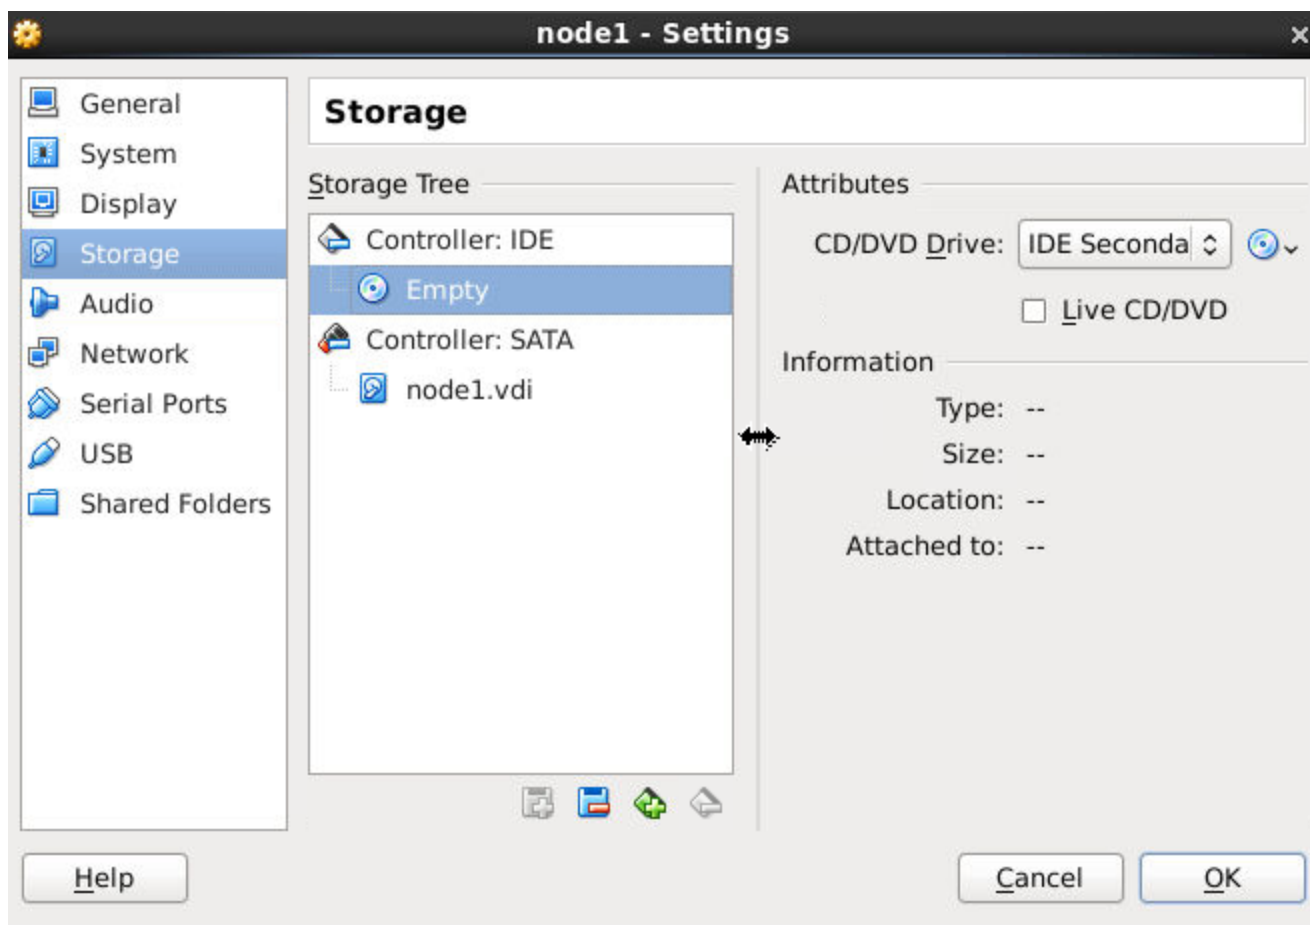 node1 - Settings
General
System
Display
Storage
Audio
Network
Serial Ports
USB
Shared Folders
Storage
Storage Tree
Controller: IDE
Empty
Controller: SATA
node1.vdi
Attributes
CD/DVD Drive: IDE Seconda
Live CD/DVD
Information
Type: --
Size: --
Location: --
Attached to: --
Help
Cancel
OK